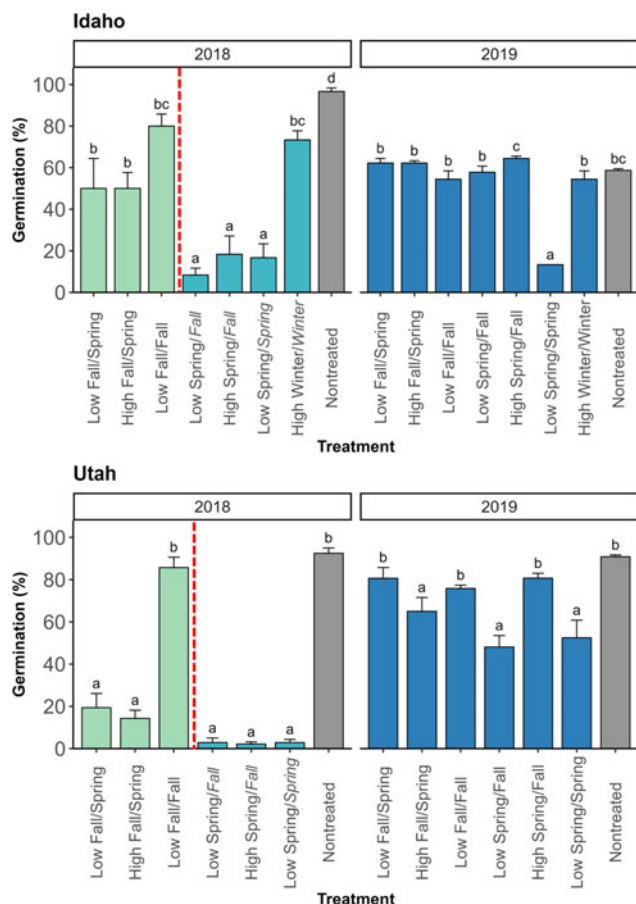 Idaho
2018 2019
Germination (%)
100
80
60
40
20
0
b b bc a a a bc d
b b b b c a b bc
Low Fall/Spring
High Fall/Spring
Low Fall/Fall
Low Spring/Fall
High Spring/Fall
Low Spring/Spring
High Winter/Winter
Nontreated
Low Fall/Spring
High Fall/Spring
Low Fall/Fall
Low Spring/Fall
High Spring/Fall
Low Spring/Spring
High Winter/Winter
Nontreated
Treatment
Utah
2018 2019
Germination (%)
100
80
60
40
20
0
a a b a a a b
b a b a b a b
Low Fall/Spring
High Fall/Spring
Low Fall/Fall
Low Spring/Fall
High Spring/Fall
Low Spring/Spring
Nontreated
Low Fall/Spring
High Fall/Spring
Low Fall/Fall
Low Spring/Fall
High Spring/Fall
Low Spring/Spring
Nontreated
Treatment